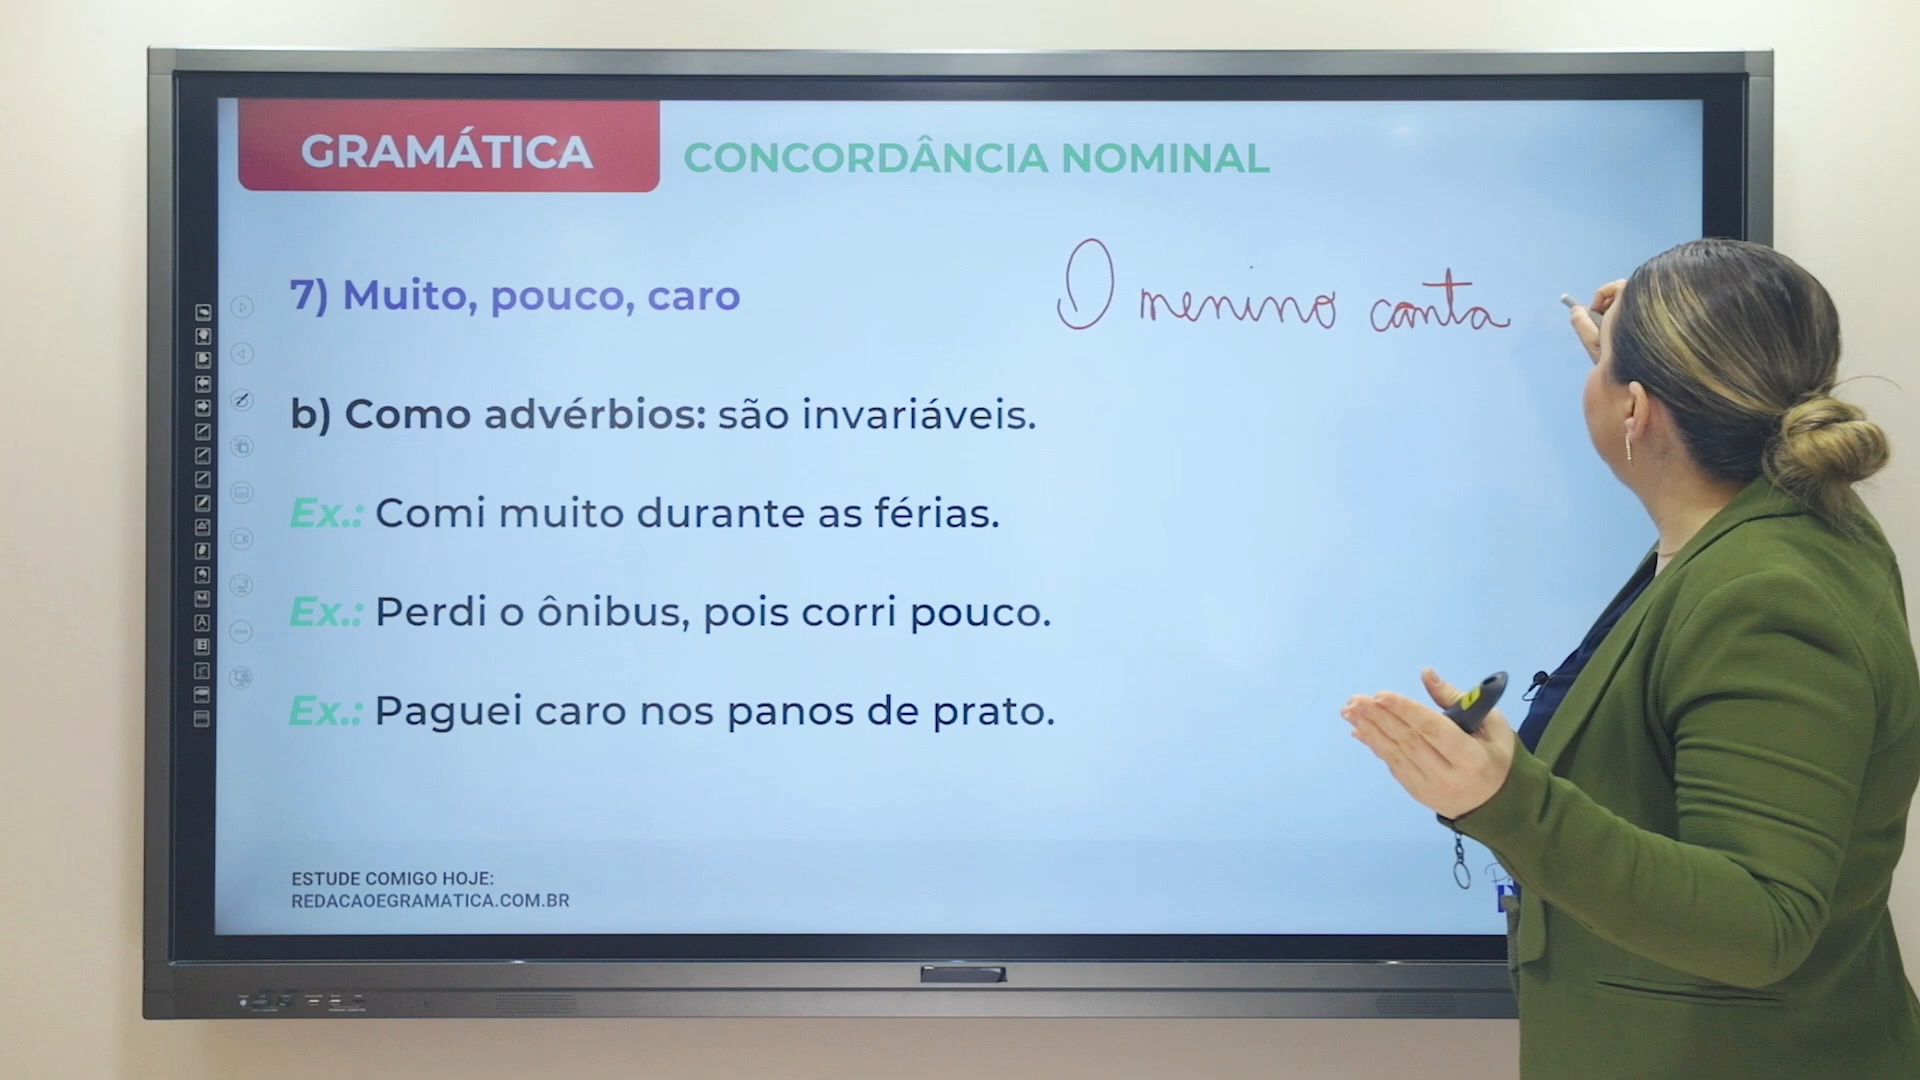 GRAMÁTICA CONCORDÂNCIA NOMINAL
7) Muito, pouco, caro
O menino canta
b) Como advérbios: são invariáveis.
Ex.: Comi muito durante as férias.
Ex.: Perdi o ônibus, pois corri pouco.
Ex.: Paguei caro nos panos de prato.
ESTUDE COMIGO HOJE:
REDACAOEGRAMATICA.COM.BR